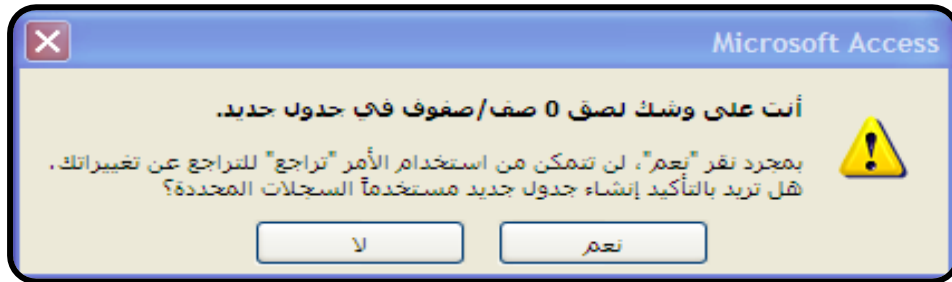 Microsoft Access
أنت على وشك لصق 0 صف/صفوف في جدول جديد.
بمجرد نقر "نعم"، لن تتمكن من استخدام الأمر "تراجع" للتراجع عن تغييراتك.
هل تريد بالتأكيد إنشاء جدول جديد مستخدماً السجلات المحددة؟
نعم
لا